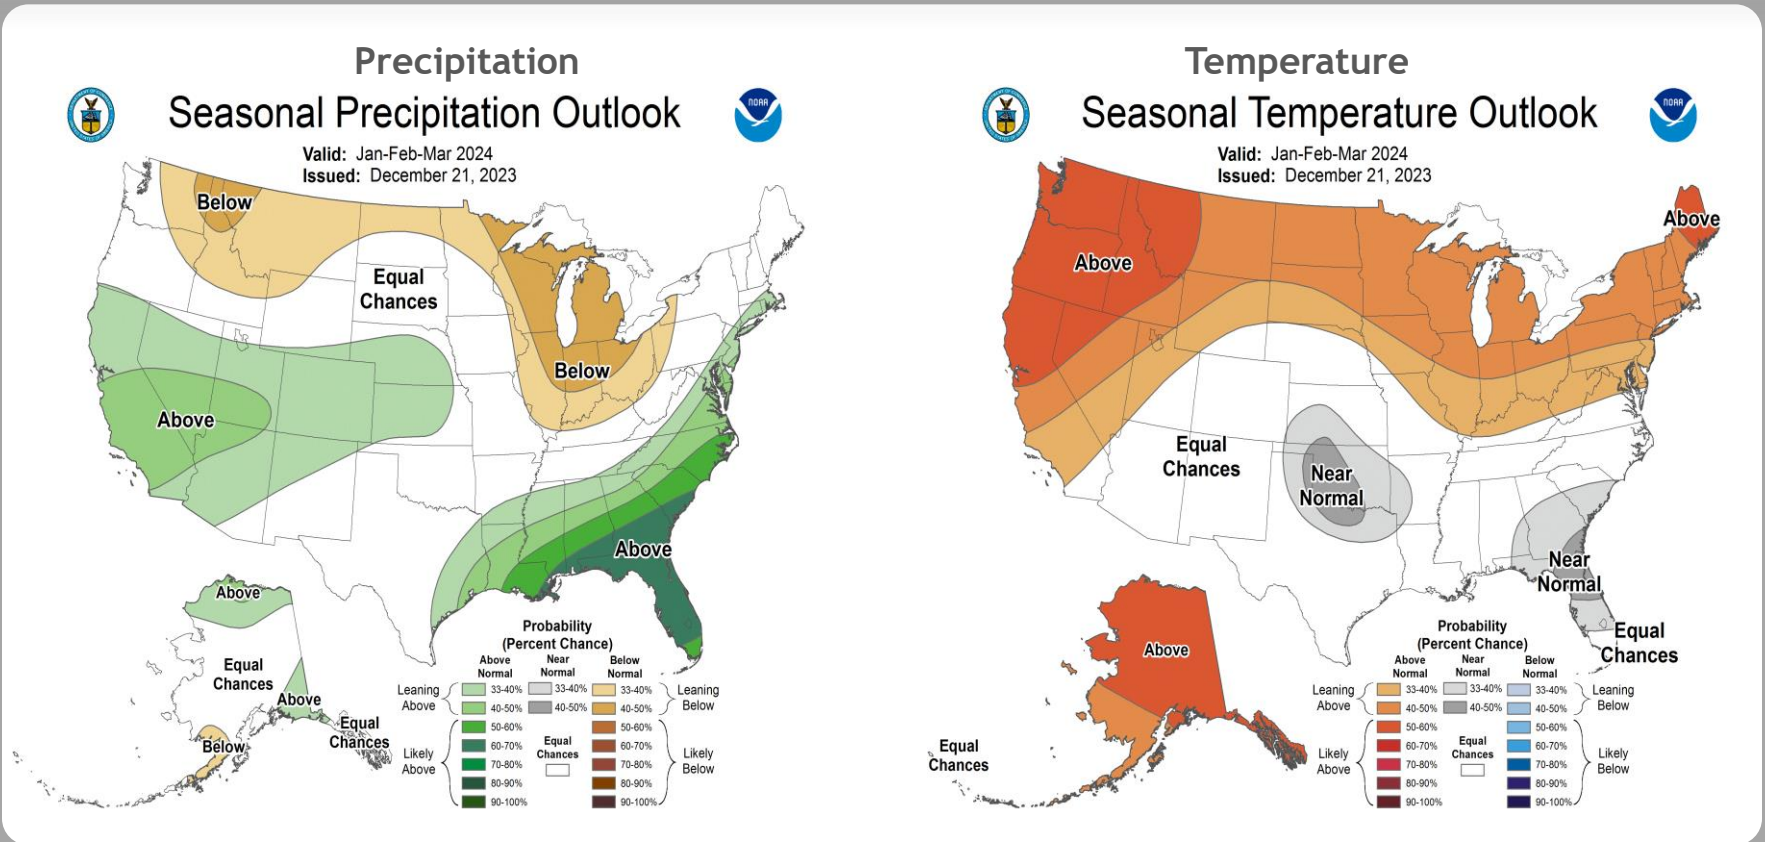 Precipitation
Seasonal Precipitation Outlook
NOAA
Valid: Jan-Feb-Mar 2024
Issued: December 21, 2023
Below
Equal
Chances
Below
Above
Above
Above
Equal
Chances
Above
Below
Equal
Chances
Probability
(Percent Chance)
Above
Normal
Near
Normal
Below
Normal
Leaning
Above
33-40%
33-40%
33-40%
40-50%
40-50%
40-50%
Leaning
Below
Likely
Above
50-60%
60-70%
70-80%
80-90%
90-100%
Equal
Chances
50-60%
60-70%
70-80%
80-90%
90-100%
Likely
Below
Temperature
Seasonal Temperature Outlook
NOAA
Valid: Jan-Feb-Mar 2024
Issued: December 21, 2023
Above
Above
Equal
Chances
Near
Normal
Near
Normal
Equal
Chances
Above
Equal
Chances
Probability
(Percent Chance)
Above
Normal
Near
Normal
Below
Normal
Leaning
Above
33-40%
33-40%
33-40%
40-50%
40-50%
40-50%
Leaning
Below
Likely
Above
50-60%
60-70%
70-80%
80-90%
90-100%
Equal
Chances
50-60%
60-70%
70-80%
80-90%
90-100%
Likely
Below